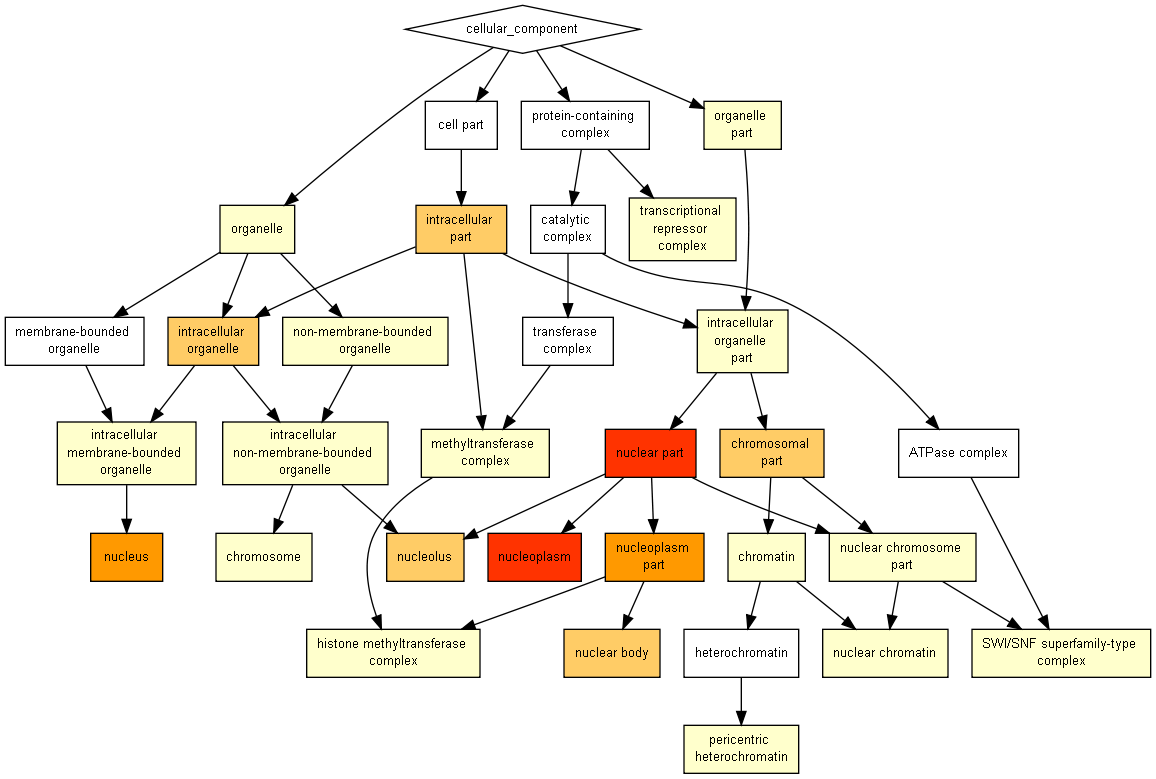 cellular_component
cell part
protein-containing
complex
organelle
part
organelle
intracellular
part
catalytic
complex
transcriptional
repressor
complex
membrane-bounded
organelle
intracellular
organelle
non-membrane-bounded
organelle
transferase
complex
intracellular
organelle
part
intracellular
membrane-bounded
organelle
intracellular
non-membrane-bounded
organelle
methyltransferase
complex
nuclear part
chromosomal
part
ATPase complex
nucleus
chromosome
nucleolus
nucleoplasm
nucleoplasm
part
chromatin
nuclear chromosome
part
histone methyltransferase
complex
nuclear body
heterochromatin
nuclear chromatin
SWI/SNF superfamily-type
complex
pericentric
heterochromatin